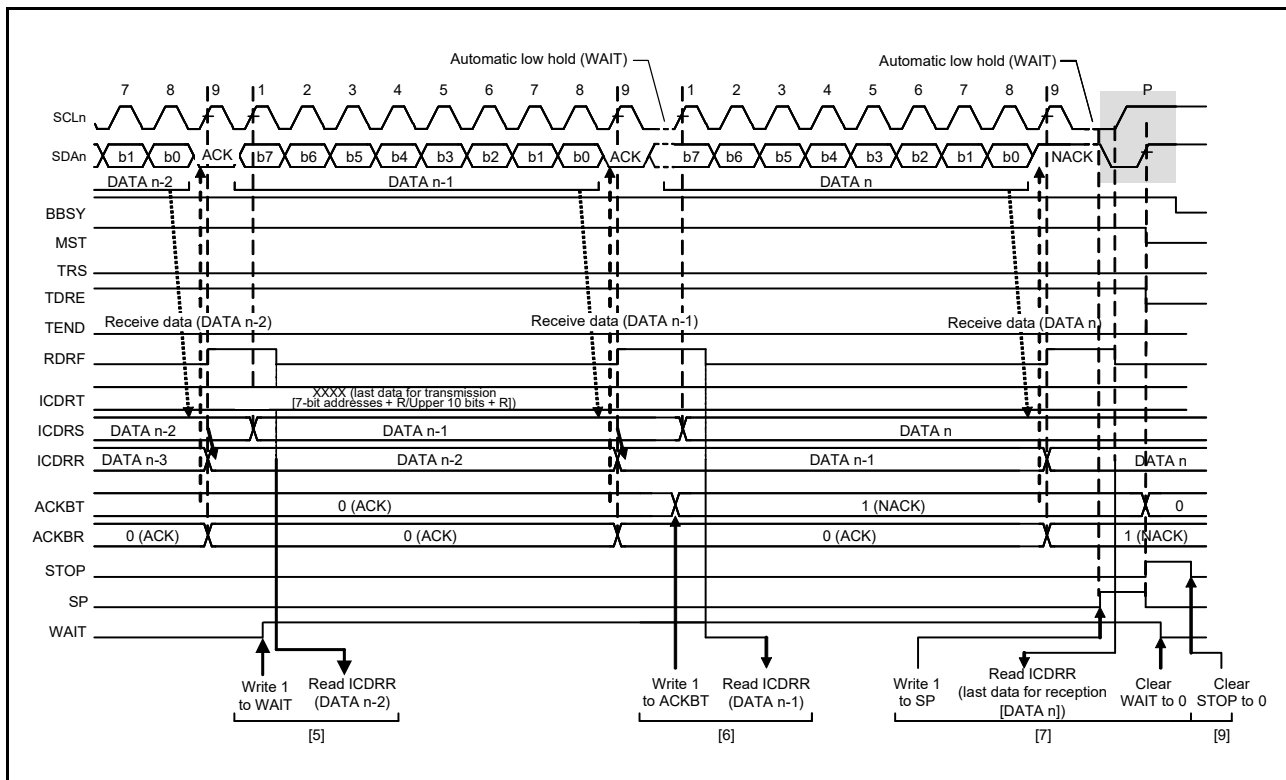 Automatic low hold (WAIT)
Automatic low hold (WAIT)
7 8 9 1 2 3 4 5 6 7 8 9 1 2 3 4 5 6 7 8 9 P
SCLn
SDAn b1 b0 ACK b7 b6 b5 b4 b3 b2 b1 b0 ACK b7 b6 b5 b4 b3 b2 b1 b0 NACK
DATA n-2 DATA n-1 DATA n
BBSY
MST
TRS
TDRE
TEND Receive data (DATA n-2) Receive data (DATA n-1) Receive data (DATA n)
RDRF
ICDRT XXXX (last data for transmission
[7-bit addresses + R/Upper 10 bits + R])
ICDRS DATA n-2 DATA n-1 DATA n
ICDRR DATA n-3 DATA n-2 DATA n-1 DATA n
ACKBT 0 (ACK) 1 (NACK) 0
ACKBR 0 (ACK) 0 (ACK) 0 (ACK) 1 (NACK)
STOP
SP
WAIT
Write 1
to WAIT
Read ICDRR
(DATA n-2)
[5]
Write 1
to ACKBT
Read ICDRR
(DATA n-1)
[6]
Write 1
to SP
Read ICDRR
(last data for reception
[DATA n])
Clear
WAIT to 0
[7]
Clear
STOP to 0
[9]